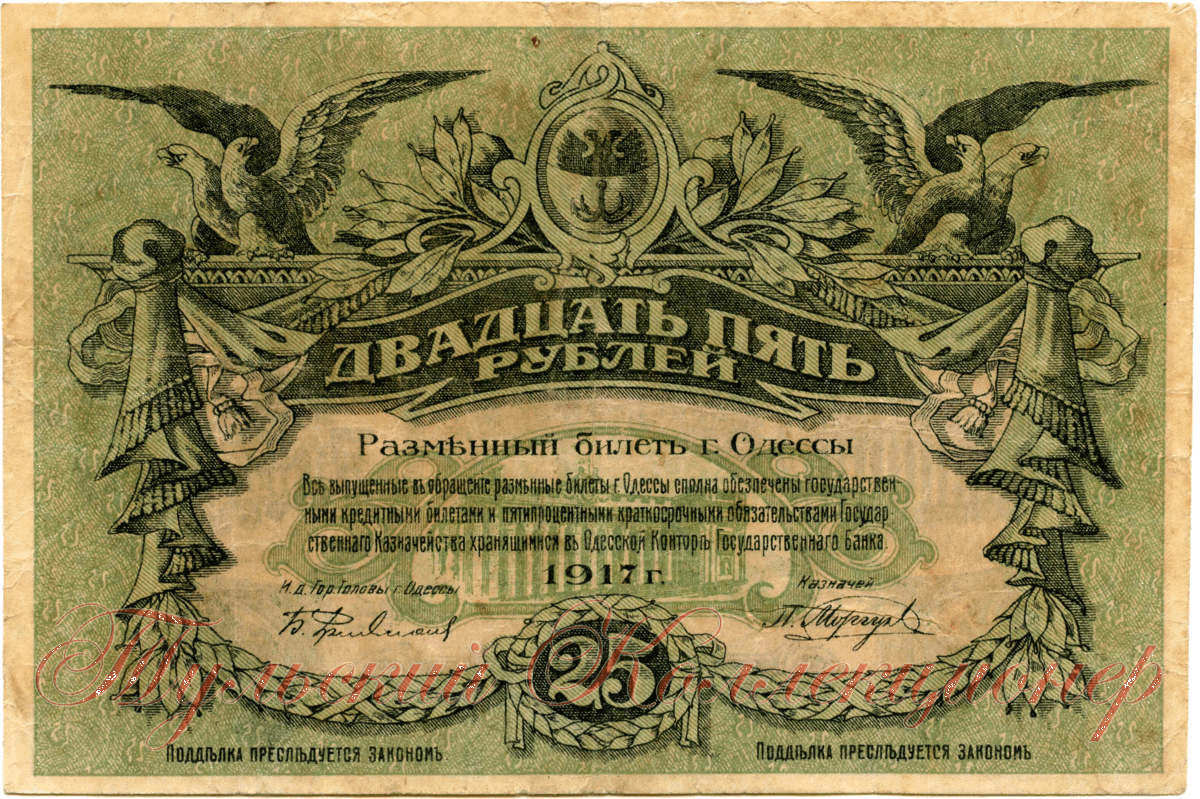 ДВАДЦАТЬ ПЯТЬ
РУБЛЕЙ
Размѣнный билетъ г. Одессы
Всѣ выпущенные въ обращенте размѣнные билеты г. Одессы сполна обезпечены государствен
ными кредитными билетами и пятипроцентными краткосрочными обязательствами Государ
ственнаго Казначейства хранящимися въ Одесской Конторѣ Государственнаго Банка.
1917 г.
И.д. Гор. Головы г. Одессы
Казначей
25
Тульский Коллекционер
Поддѣлка преслѣдуется закономъ.
Поддѣлка преслѣдуется закономъ